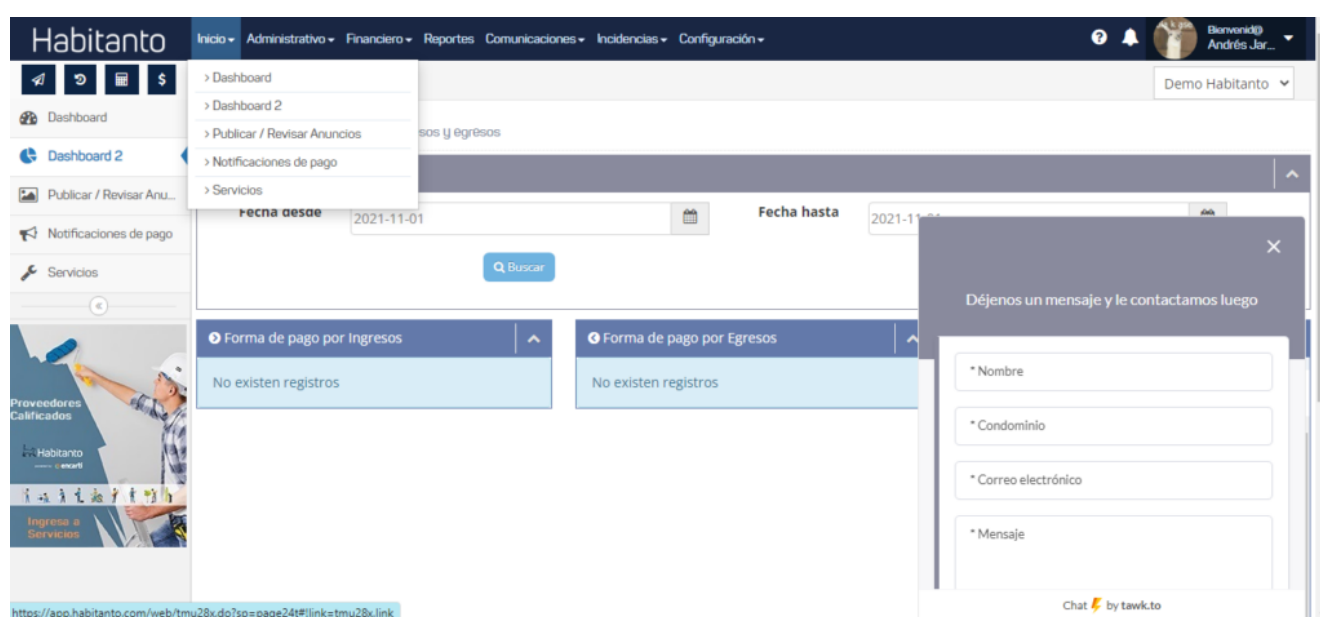 Habitanto
Inicio Administrativo Financiero Reportes Comunicaciones Incidencias Configuración
Bienvenid@
Andrés Jar...
Demo Habitanto
> Dashboard
> Dashboard 2
> Publicar / Revisar Anuncios
> Notificaciones de pago
> Servicios
Dashboard
Dashboard 2
Publicar / Revisar Anu...
Notificaciones de pago
Servicios
sos y egresos
Fecha desde 2021-11-01 Fecha hasta 2021-11
Buscar
Forma de pago por Ingresos
No existen registros
Forma de pago por Egresos
No existen registros
Proveedores
Calificados
Habitanto
encarti
Ingresa a
Servicios
Déjenos un mensaje y le contactamos luego
* Nombre
* Condominio
* Correo electrónico
* Mensaje
Chat by tawk.to
https://app.habitanto.com/web/tmu28x.do?sp=page24t#!link=tmu28x.link